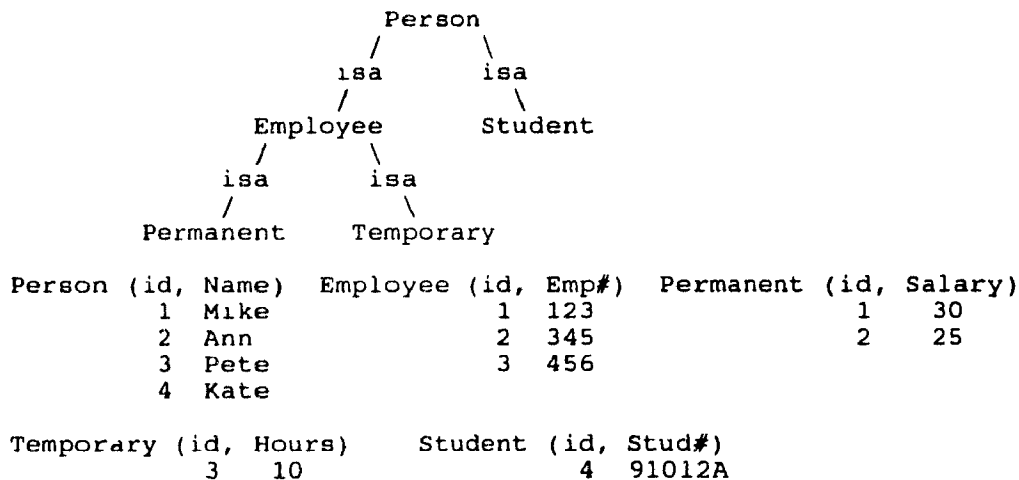 Person
/ \
isa isa
/ \
Employee Student
/ \
isa isa
/ \
Permanent Temporary
Person (id, Name) Employee (id, Emp#) Permanent (id, Salary)
1 Mike 1 123 1 30
2 Ann 2 345 2 25
3 Pete 3 456
4 Kate
Temporary (id, Hours) Student (id, Stud#)
3 10 4 91012A